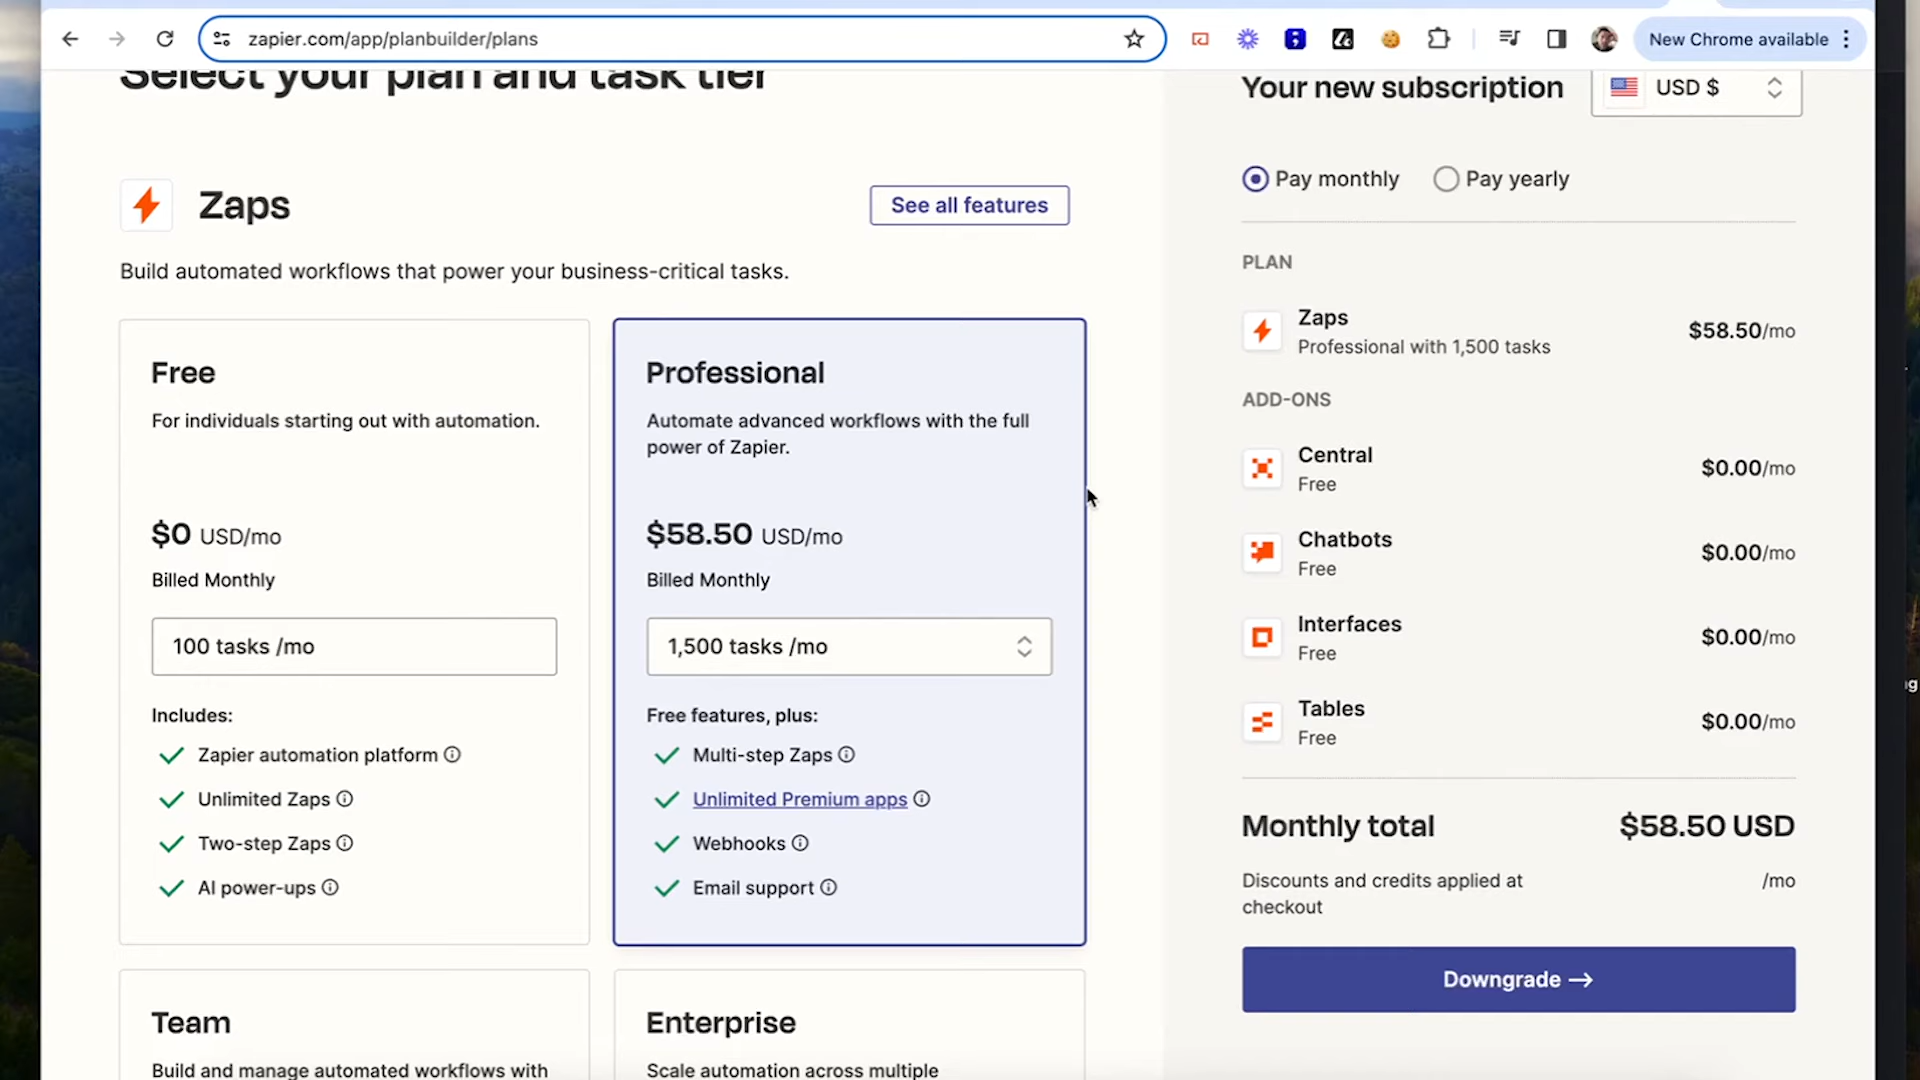 zapier.com/app/planbuilder/plans
New Chrome available
Select your plan and task tier
Zaps
See all features
Build automated workflows that power your business-critical tasks.
Free
For individuals starting out with automation.
$0 USD/mo
Billed Monthly
100 tasks /mo
Includes:
Zapier automation platform
Unlimited Zaps
Two-step Zaps
AI power-ups
Professional
Automate advanced workflows with the full
power of Zapier.
$58.50 USD/mo
Billed Monthly
1,500 tasks /mo
Free features, plus:
Multi-step Zaps
Unlimited Premium apps
Webhooks
Email support
Team
Build and manage automated workflows with
Enterprise
Scale automation across multiple
Your new subscription
USD $
Pay monthly
Pay yearly
PLAN
Zaps
Professional with 1,500 tasks
$58.50/mo
ADD-ONS
Central
Free
$0.00/mo
Chatbots
Free
$0.00/mo
Interfaces
Free
$0.00/mo
Tables
Free
$0.00/mo
Monthly total
$58.50 USD
Discounts and credits applied at
checkout
/mo
Downgrade →